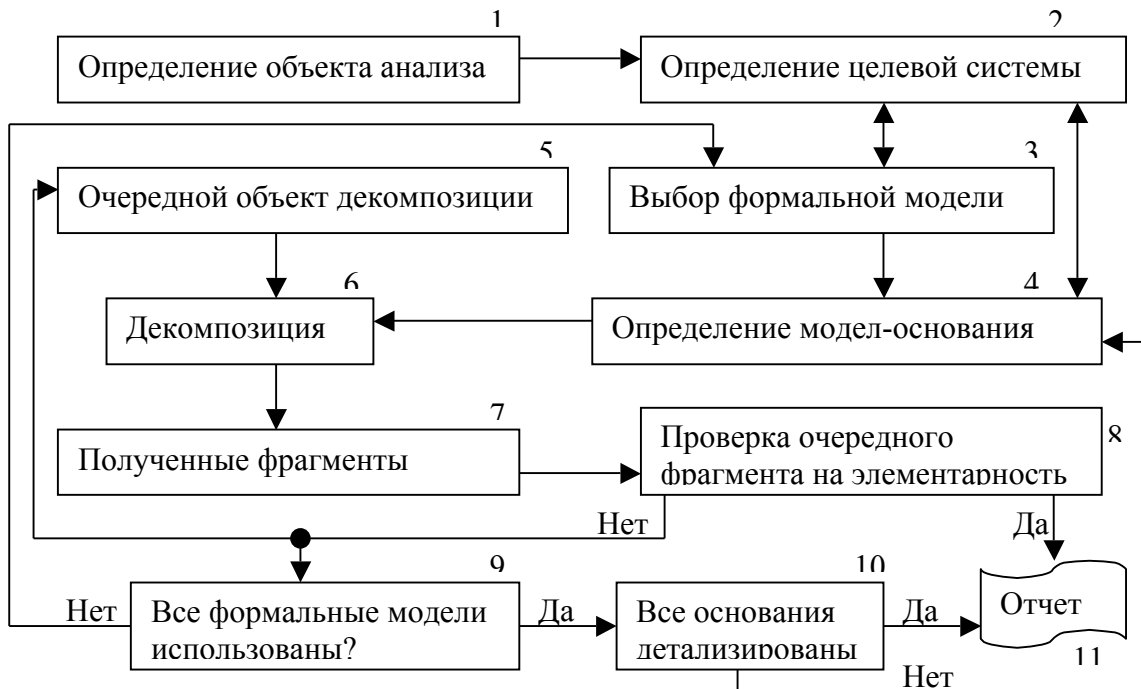 1
Определение объекта анализа
2
Определение целевой системы
5
Очередной объект декомпозиции
3
Выбор формальной модели
6
Декомпозиция
4
Определение модел-основания
7
Полученные фрагменты
8
Проверка очередного
фрагмента на элементарность
Нет
Да
9
Нет
Все формальные модели
использованы?
Да
10
Все основания
детализированы
Да
Нет
Отчет
11